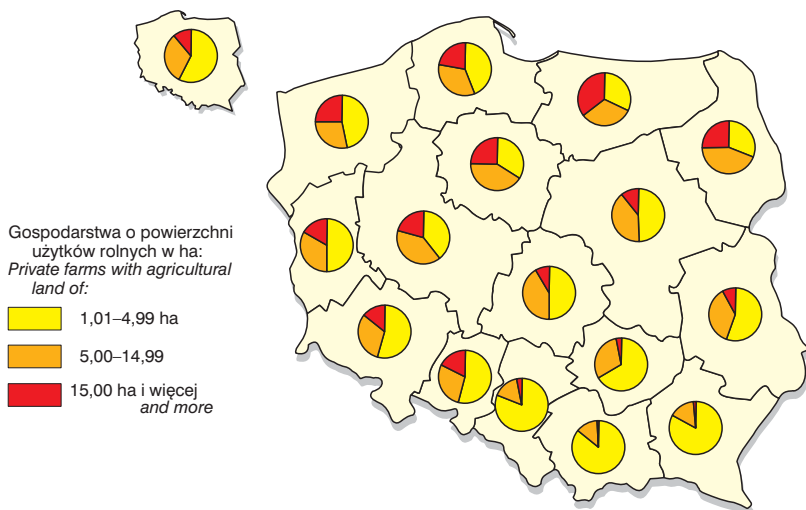 Gospodarstwa o powierzchni
użytków rolnych w ha:
Private farms with agricultural
land of:
1,01–4,99 ha
5,00–14,99
15,00 ha i więcej
and more